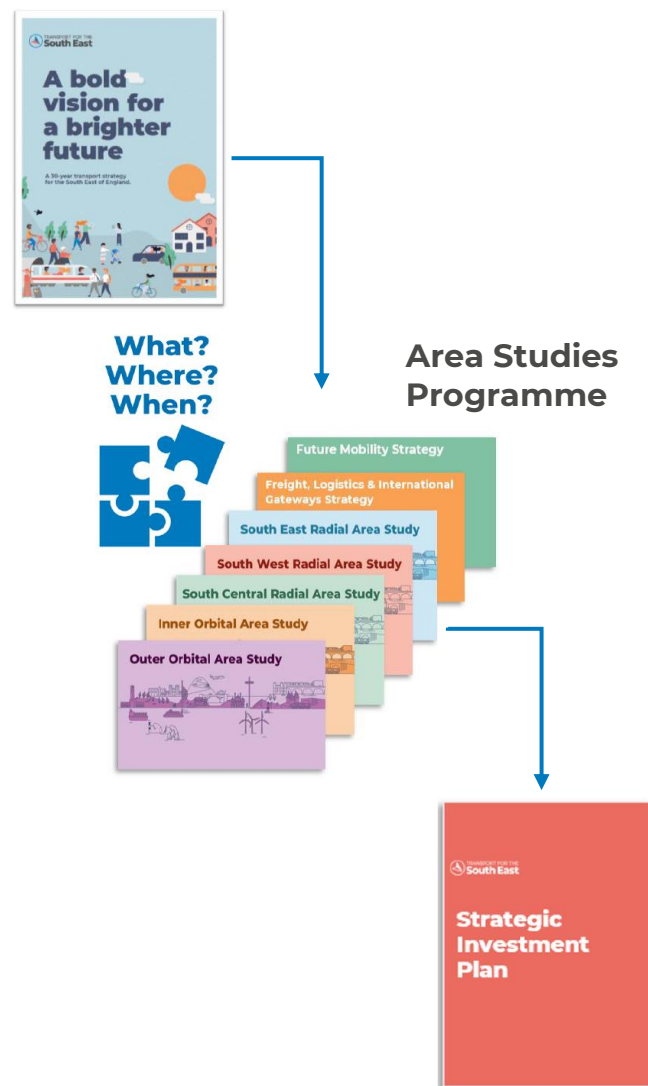 TRANSPORT FOR THE
South East
A bold
vision for
a brighter
future
A 30-year transport strategy
for the South East of England.
What?
Where?
When?
Area Studies
Programme
Future Mobility Strategy
Freight, Logistics & International
Gateways Strategy
South East Radial Area Study
South West Radial Area Study
South Central Radial Area Study
Inner Orbital Area Study
Outer Orbital Area Study
TRANSPORT FOR THE
South East
Strategic
Investment
Plan